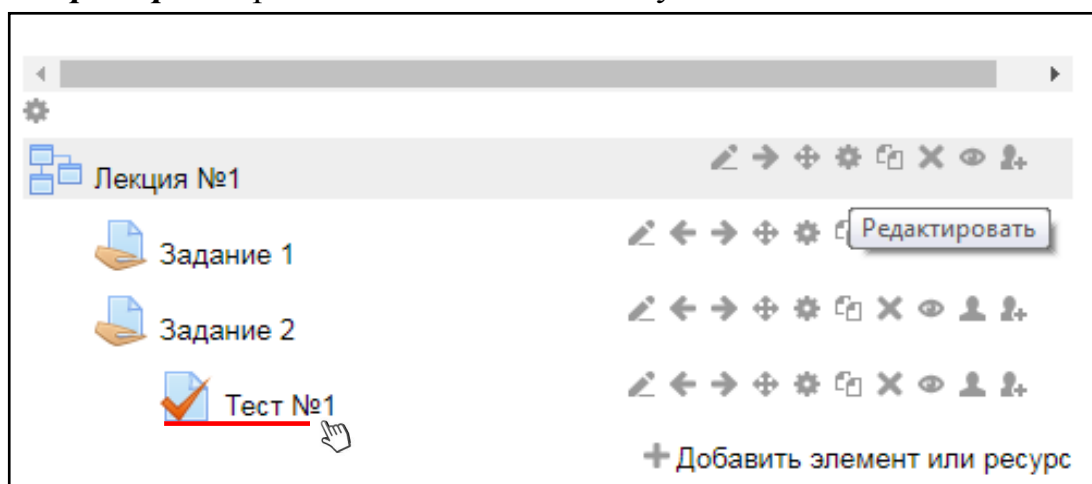 Лекция №1
Задание 1
Редактировать
Задание 2
Тест №1
Добавить элемент или ресурс